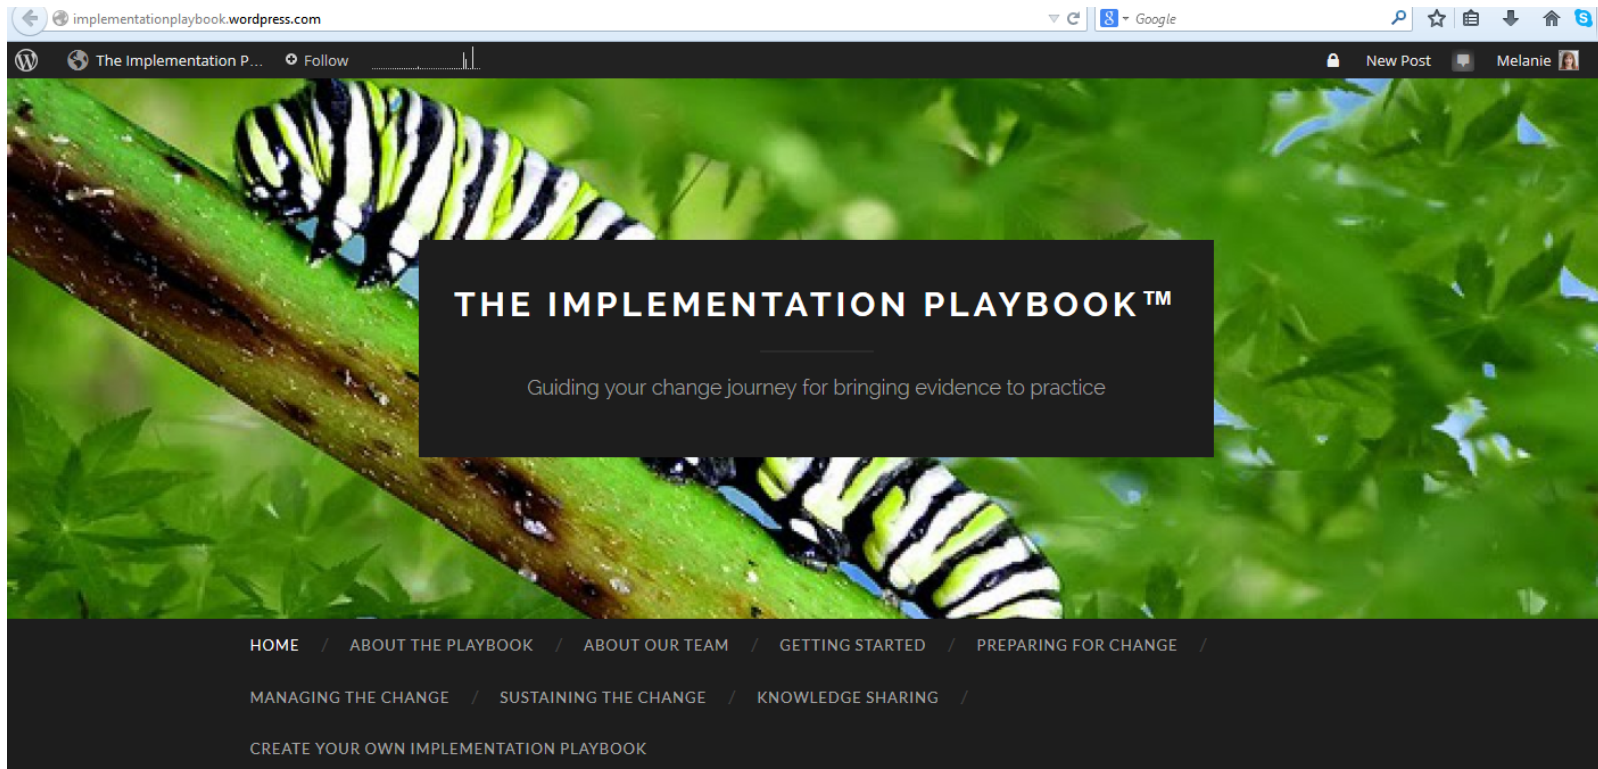 implementationplaybook.wordpress.com
Google
The Implementation P... Follow
New Post Melanie
THE IMPLEMENTATION PLAYBOOK™
Guiding your change journey for bringing evidence to practice
HOME / ABOUT THE PLAYBOOK / ABOUT OUR TEAM / GETTING STARTED / PREPARING FOR CHANGE /
MANAGING THE CHANGE / SUSTAINING THE CHANGE / KNOWLEDGE SHARING /
CREATE YOUR OWN IMPLEMENTATION PLAYBOOK